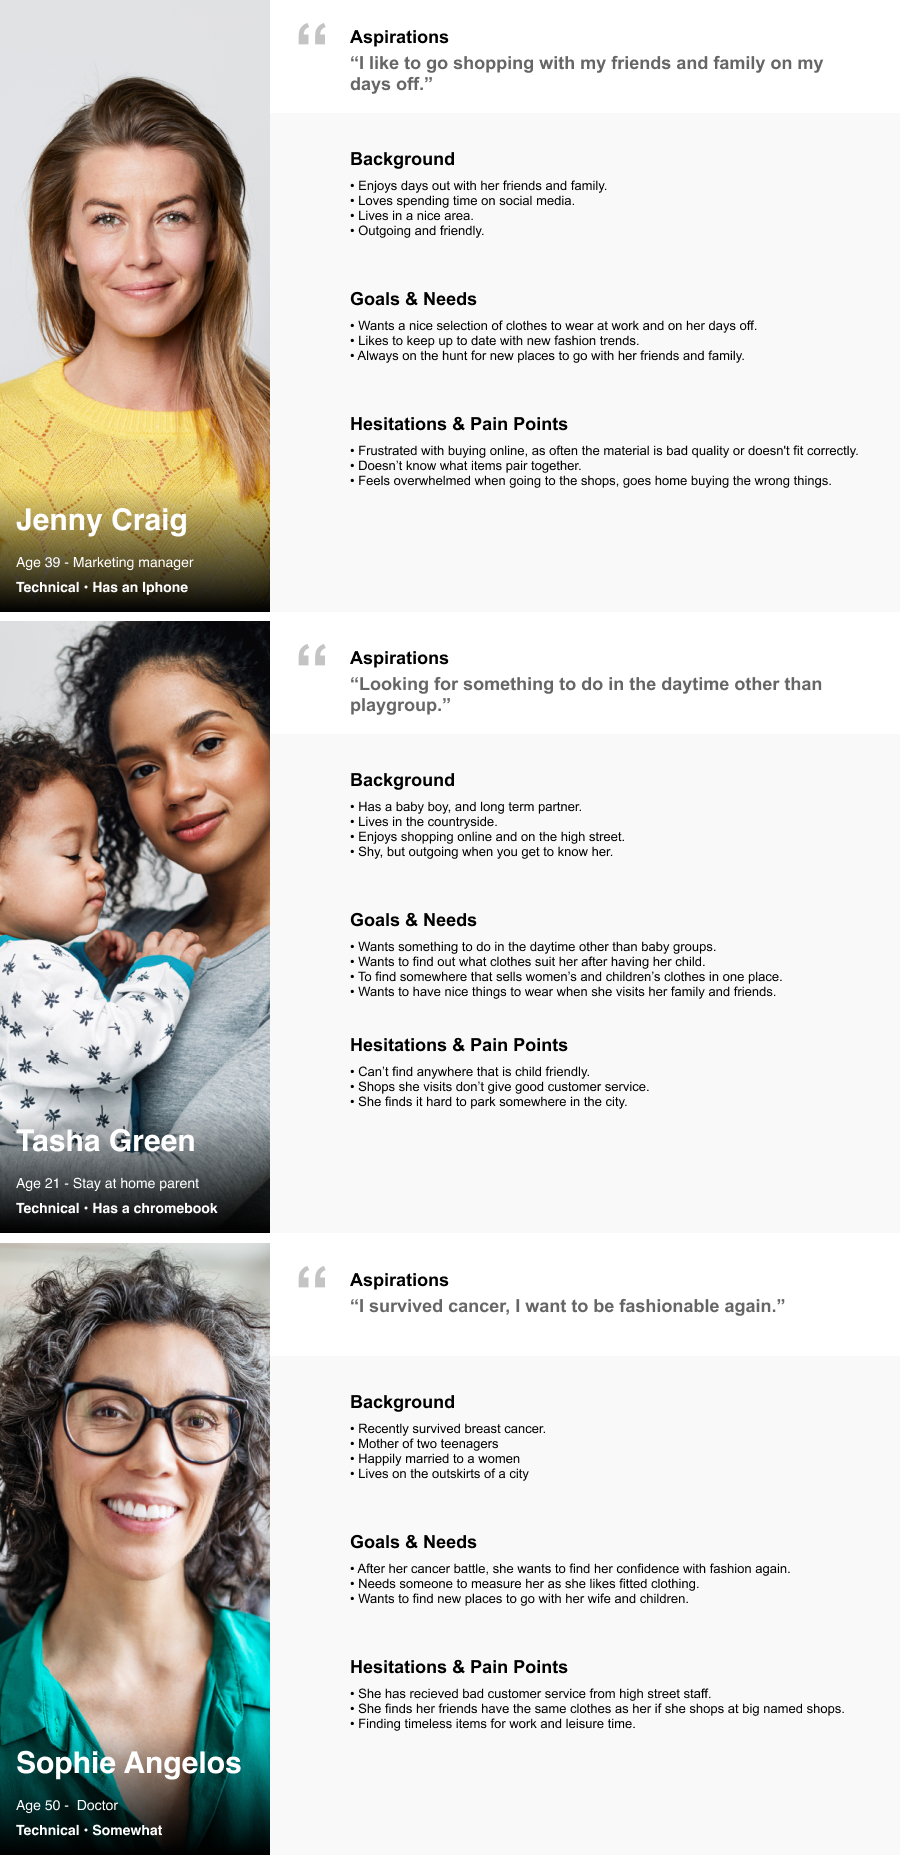 “
Aspirations
“I like to go shopping with my friends and family on my
days off.”
Background
• Enjoys days out with her friends and family.
• Loves spending time on social media.
• Lives in a nice area.
• Outgoing and friendly.
Goals & Needs
• Wants a nice selection of clothes to wear at work and on her days off.
• Likes to keep up to date with new fashion trends.
• Always on the hunt for new places to go with her friends and family.
Hesitations & Pain Points
• Frustrated with buying online, as often the material is bad quality or doesn't fit correctly.
• Doesn’t know what items pair together.
• Feels overwhelmed when going to the shops, goes home buying the wrong things.
Jenny Craig
Age 39 - Marketing manager
Technical • Has an Iphone
“
Aspirations
“Looking for something to do in the daytime other than
playgroup.”
Background
• Has a baby boy, and long term partner.
• Lives in the countryside.
• Enjoys shopping online and on the high street.
• Shy, but outgoing when you get to know her.
Goals & Needs
• Wants something to do in the daytime other than baby groups.
• Wants to find out what clothes suit her after having her child.
• To find somewhere that sells women’s and children’s clothes in one place.
• Wants to have nice things to wear when she visits her family and friends.
Hesitations & Pain Points
• Can’t find anywhere that is child friendly.
• Shops she visits don’t give good customer service.
• She finds it hard to park somewhere in the city.
Tasha Green
Age 21 - Stay at home parent
Technical • Has a chromebook
“
Aspirations
“I survived cancer, I want to be fashionable again.”
Background
• Recently survived breast cancer.
• Mother of two teenagers
• Happily married to a women
• Lives on the outskirts of a city
Goals & Needs
• After her cancer battle, she wants to find her confidence with fashion again.
• Needs someone to measure her as she likes fitted clothing.
• Wants to find new places to go with her wife and children.
Hesitations & Pain Points
• She has recieved bad customer service from high street staff.
• She finds her friends have the same clothes as her if she shops at big named shops.
• Finding timeless items for work and leisure time.
Sophie Angelos
Age 50 -  Doctor
Technical • Somewhat